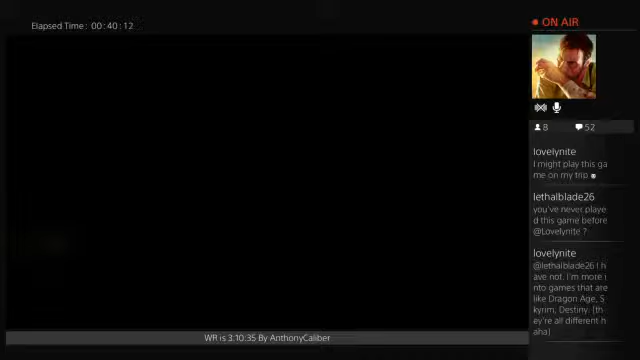 Elapsed Time: 00:40:12
ON AIR
8 52
lovelynite
I might play this ga
me on my trip
lethalblade26
you've never playe
d this game before
@Lovelynite ?
lovelynite
@lethalblade26 I h
ave not. I'm more i
nto games that are
like Dragon Age, S
kyrim, Destiny. [th
ey're all different h
aha]
WR is 3:10:35 By AnthonyCaliber